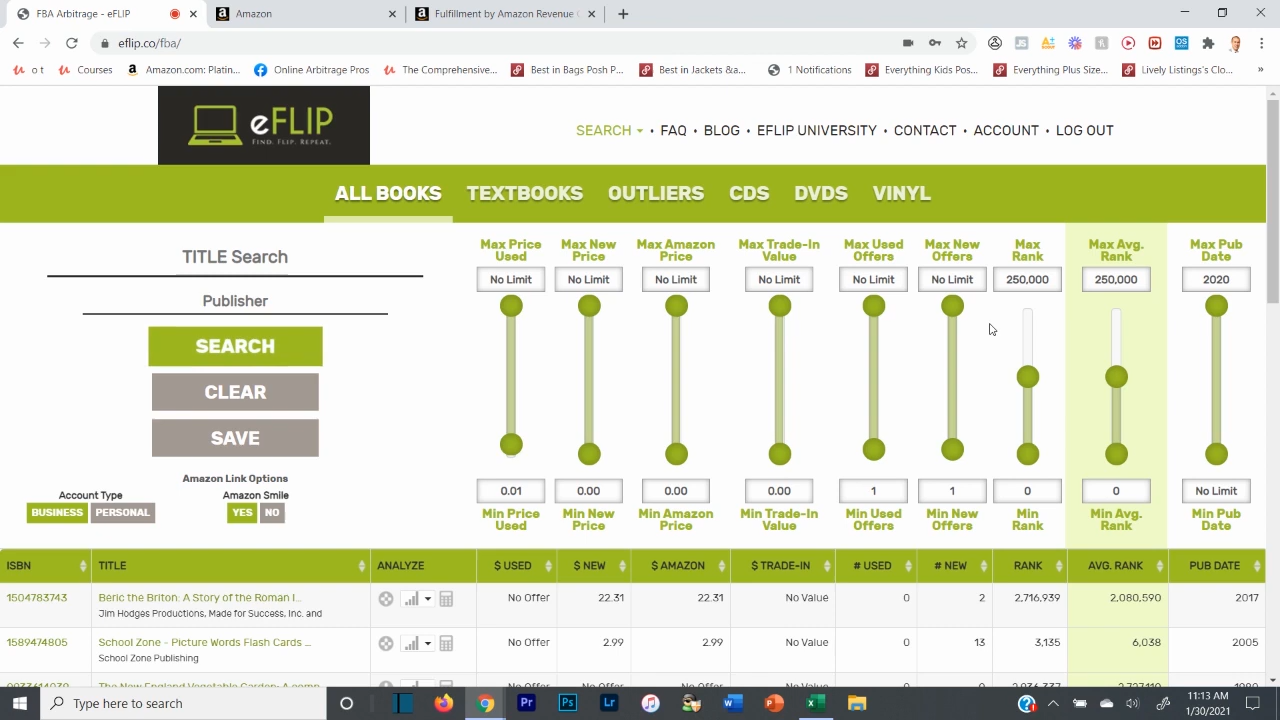 FBA Arbitrage - eFLIP
Amazon
Fulfillment by Amazon Revenue
eflip.co/fba/
o t
Courses
Amazon.com: Platin...
Online Arbitrage Pros
The Comprehensive...
Best in Bags Posh P...
Best in Jackets &a...
1 Notifications
Everything Kids Pos...
Everything Plus Size...
Lively Listings's Clo...
eFLIP
FIND. FLIP. REPEAT.
SEARCH • FAQ • BLOG • EFLIP UNIVERSITY • CONTACT • ACCOUNT • LOG OUT
ALL BOOKS TEXTBOOKS OUTLIERS CDS DVDS VINYL
TITLE Search
Publisher
SEARCH
CLEAR
SAVE
Amazon Link Options
Account Type
Amazon Smile
BUSINESS PERSONAL
YES NO
Max Price Used
Max New Price
Max Amazon Price
Max Trade-In Value
Max Used Offers
Max New Offers
Max Rank
Max Avg. Rank
Max Pub Date
No Limit No Limit No Limit No Limit No Limit No Limit 250,000 250,000 2020
0.01 0.00 0.00 0.00 1 1 0 0 No Limit
Min Price Used
Min New Price
Min Amazon Price
Min Trade-In Value
Min Used Offers
Min New Offers
Min Rank
Min Avg. Rank
Min Pub Date
ISBN TITLE ANALYZE $ USED $ NEW $ AMAZON $ TRADE-IN # USED # NEW RANK AVG. RANK PUB DATE
1504783743 Beric the Briton: A Story of the Roman I... No Offer 22.31 22.31 No Value 0 2 2,716,939 2,080,590 2017
Jim Hodges Productions, Made for Success, Inc. and
1589474805 School Zone - Picture Words Flash Cards ... No Offer 2.99 2.99 No Value 0 13 3,135 6,038 2005
School Zone Publishing
The New England Vegetable Garden: A comp
Type here to search
11:13 AM
1/30/2021